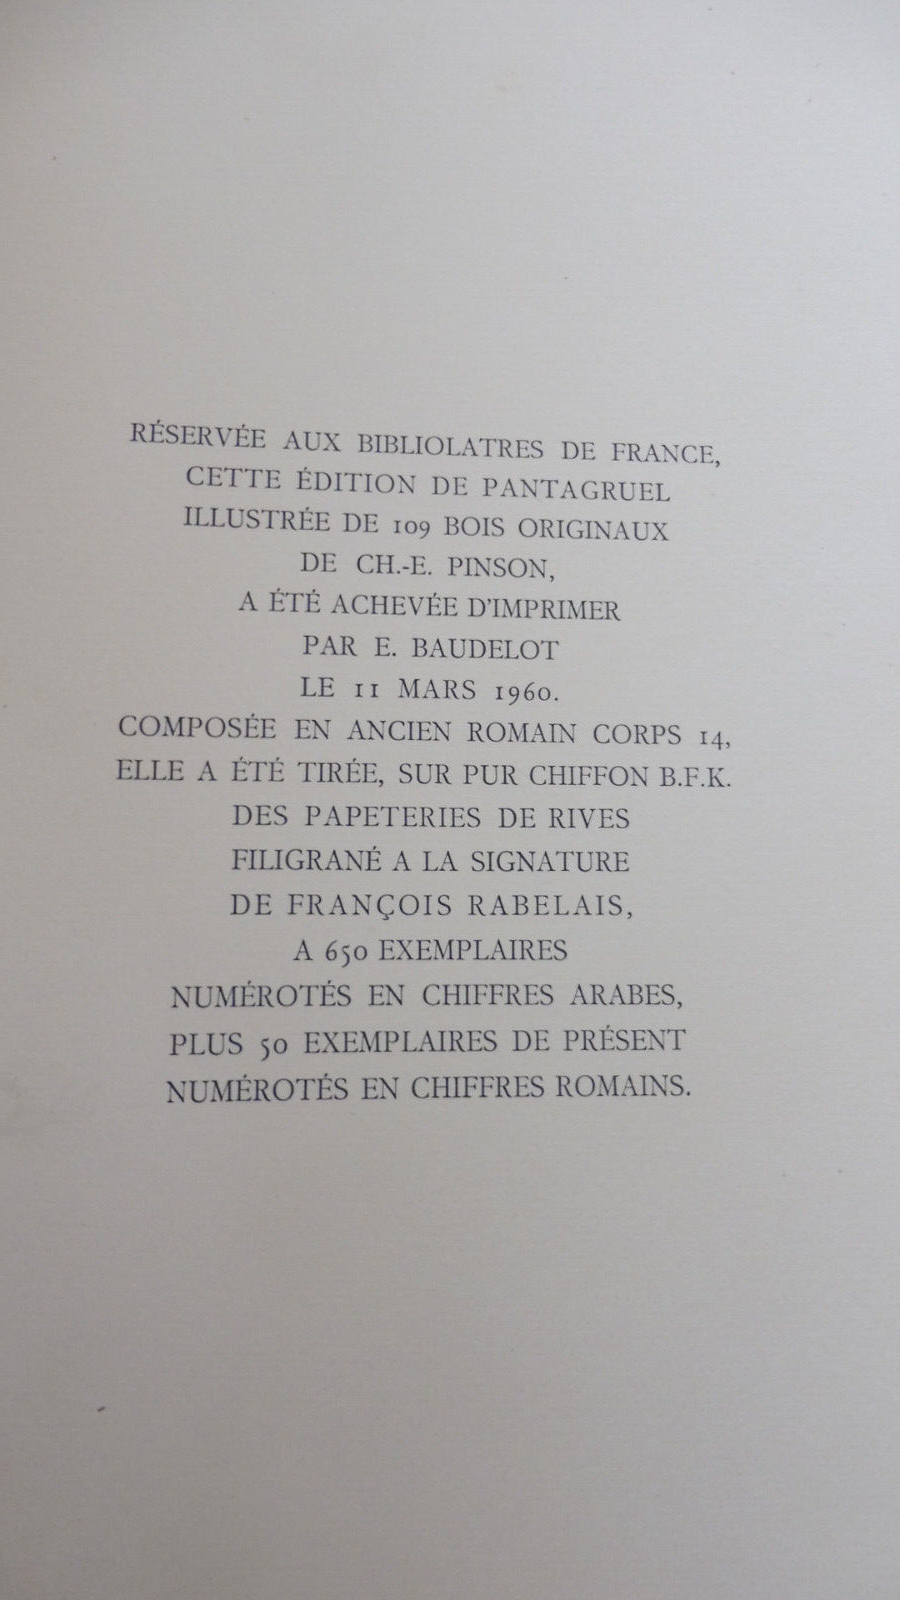 RÉSERVÉE AUX BIBLIOLATRES DE FRANCE,
CETTE ÉDITION DE PANTAGRUEL
ILLUSTRÉE DE 109 BOIS ORIGINAUX
DE CH.-E. PINSON,
A ÉTÉ ACHEVÉE D'IMPRIMER
PAR E. BAUDELOT
LE 11 MARS 1960.
COMPOSÉE EN ANCIEN ROMAIN CORPS 14,
ELLE A ÉTÉ TIRÉE, SUR PUR CHIFFON B.F.K.
DES PAPETERIES DE RIVES
FILIGRANÉ A LA SIGNATURE
DE FRANÇOIS RABELAIS,
A 650 EXEMPLAIRES
NUMÉROTÉS EN CHIFFRES ARABES,
PLUS 50 EXEMPLAIRES DE PRÉSENT
NUMÉROTÉS EN CHIFFRES ROMAINS.